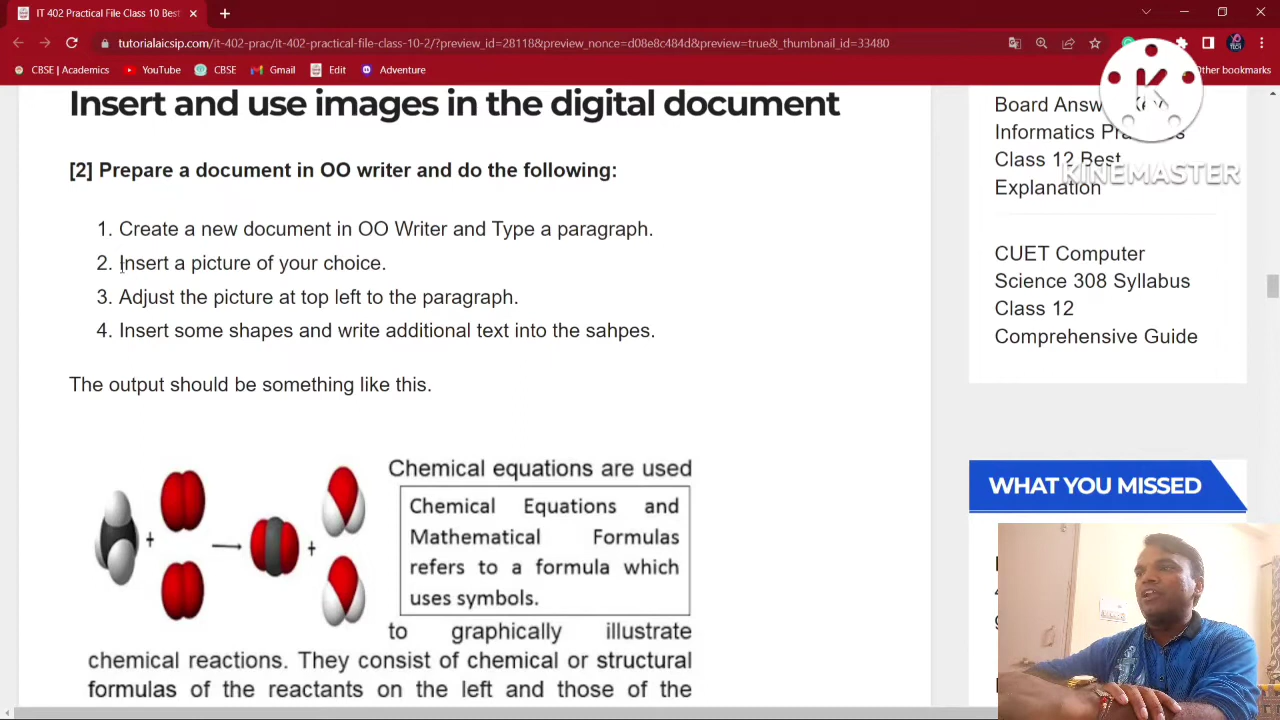 IT 402 Practical File Class 10 Best
tutorialaicsip.com/it-402-prac/it-402-practical-file-class-10-2/?preview_id=28118&preview_nonce=d08e8c484d&preview=true&_thumbnail_id=33480
CBSE | Academics YouTube CBSE Gmail Edit Adventure Other bookmarks
Insert and use images in the digital document
[2] Prepare a document in OO writer and do the following:
1. Create a new document in OO Writer and Type a paragraph.
2. Insert a picture of your choice.
3. Adjust the picture at top left to the paragraph.
4. Insert some shapes and write additional text into the sahpes.
The output should be something like this.
Chemical equations are used
Chemical Equations and
Mathematical Formulas
refers to a formula which
uses symbols.
to graphically illustrate
chemical reactions. They consist of chemical or structural
formulas of the reactants on the left and those of the
+ → +
Board Answer Key
Informatics Practices
Class 12 Best
Explanation
KINEMASTER
CUET Computer
Science 308 Syllabus
Class 12
Comprehensive Guide
WHAT YOU MISSED